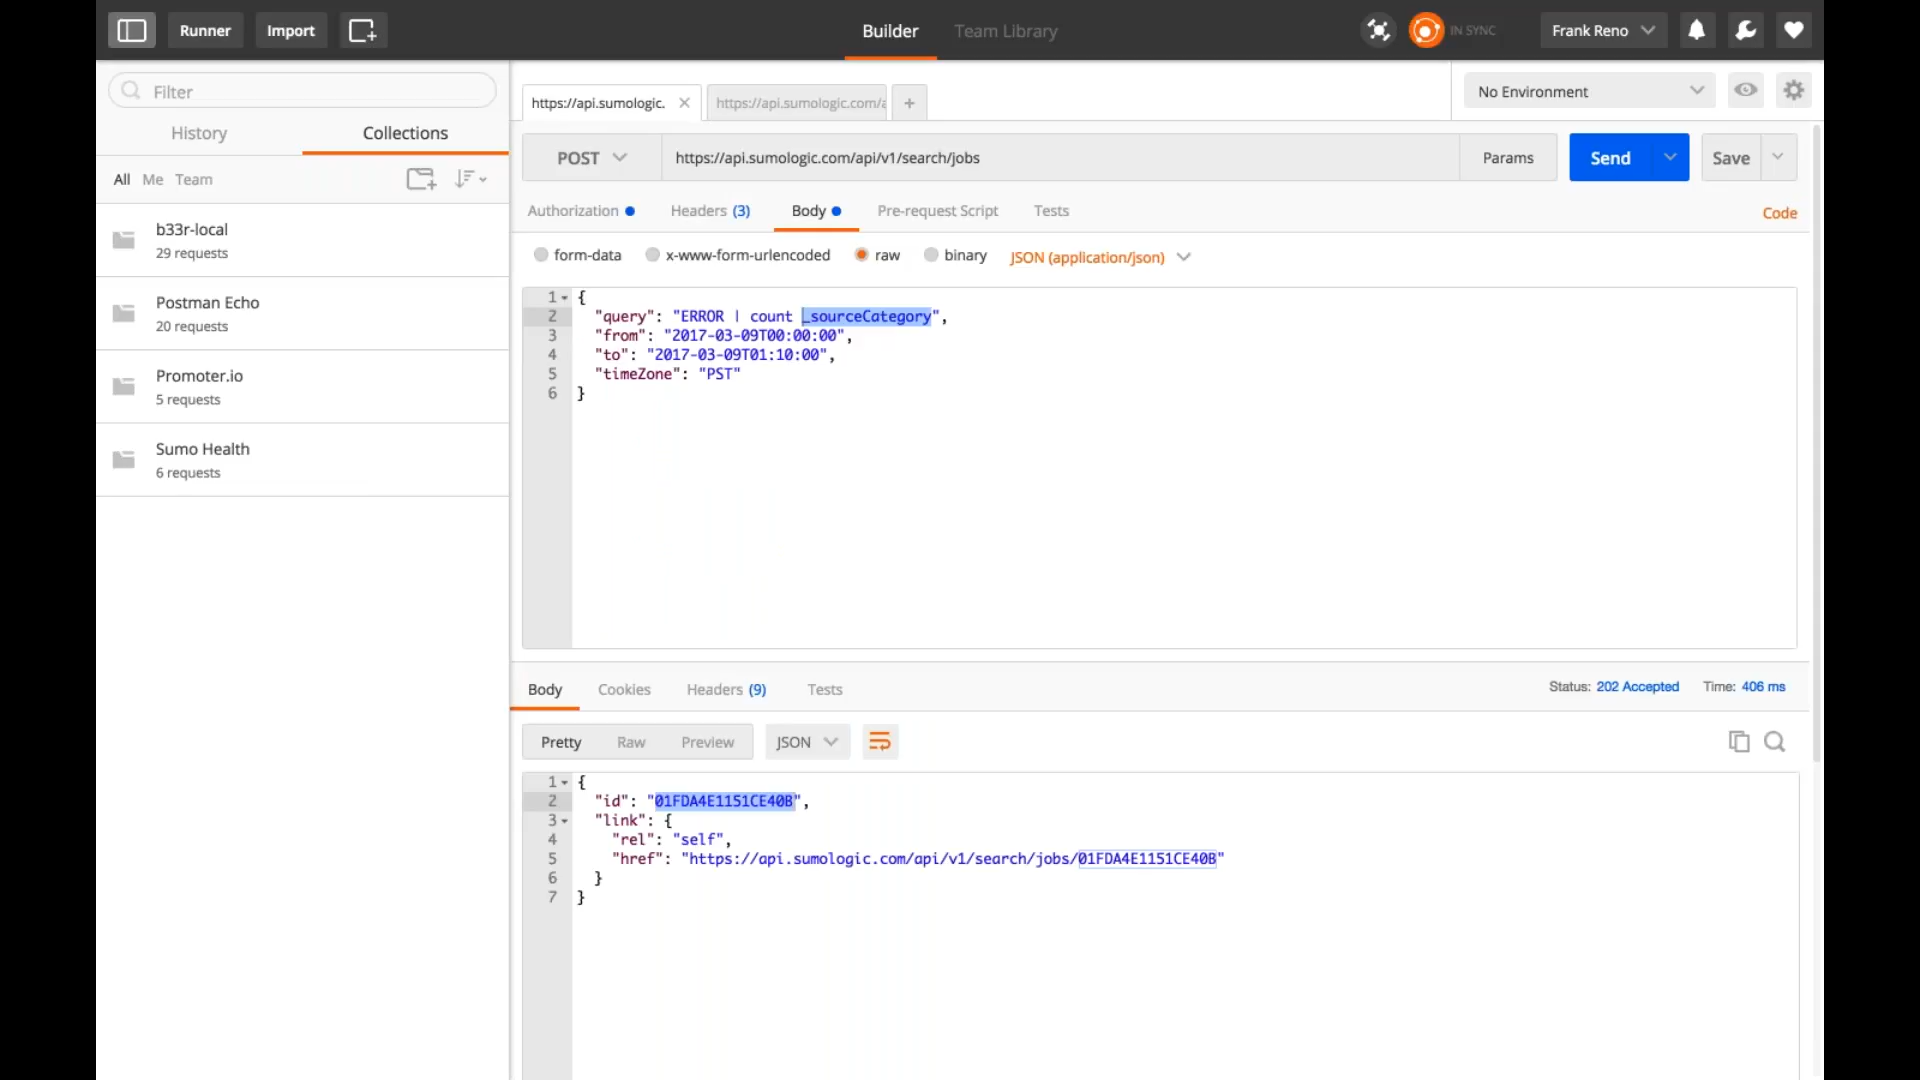 Runner
Import
Builder
Team Library
IN SYNC
Frank Reno
Filter
History
Collections
All Me Team
b33r-local
29 requests
Postman Echo
20 requests
Promoter.io
5 requests
Sumo Health
6 requests
https://api.sumologic.
https://api.sumologic.com/a
+
No Environment
POST
https://api.sumologic.com/api/v1/search/jobs
Params
Send
Save
Authorization
Headers (3)
Body
Pre-request Script
Tests
Code
form-data
x-www-form-urlencoded
raw
binary
JSON (application/json)
1 {
2 "query": "ERROR | count _sourceCategory",
3 "from": "2017-03-09T00:00:00",
4 "to": "2017-03-09T01:10:00",
5 "timeZone": "PST"
6 }
Body
Cookies
Headers (9)
Tests
Status: 202 Accepted
Time: 406 ms
Pretty
Raw
Preview
JSON
1 {
2 "id": "01FDA4E1151CE40B",
3 "link": {
4 "rel": "self",
5 "href": "https://api.sumologic.com/api/v1/search/jobs/01FDA4E1151CE40B"
6 }
7 }